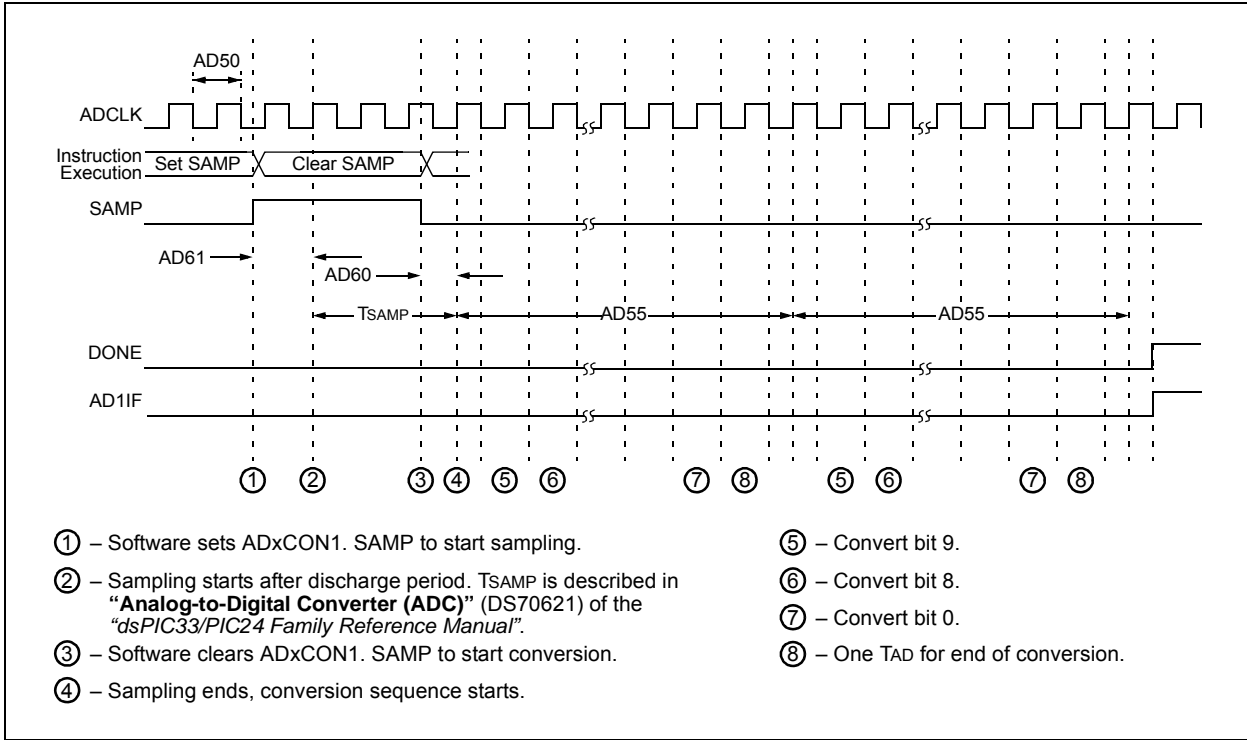 AD50
ADCLK
Instruction
Execution
Set SAMP
Clear SAMP
SAMP
AD61
AD60
TSAMP
AD55
AD55
DONE
AD1IF
1 2 3 4 5 6 7 8 5 6 7 8
1 – Software sets ADxCON1. SAMP to start sampling.
2 – Sampling starts after discharge period. TSAMP is described in
“Analog-to-Digital Converter (ADC)” (DS70621) of the
“dsPIC33/PIC24 Family Reference Manual”.
3 – Software clears ADxCON1. SAMP to start conversion.
4 – Sampling ends, conversion sequence starts.
5 – Convert bit 9.
6 – Convert bit 8.
7 – Convert bit 0.
8 – One TAD for end of conversion.